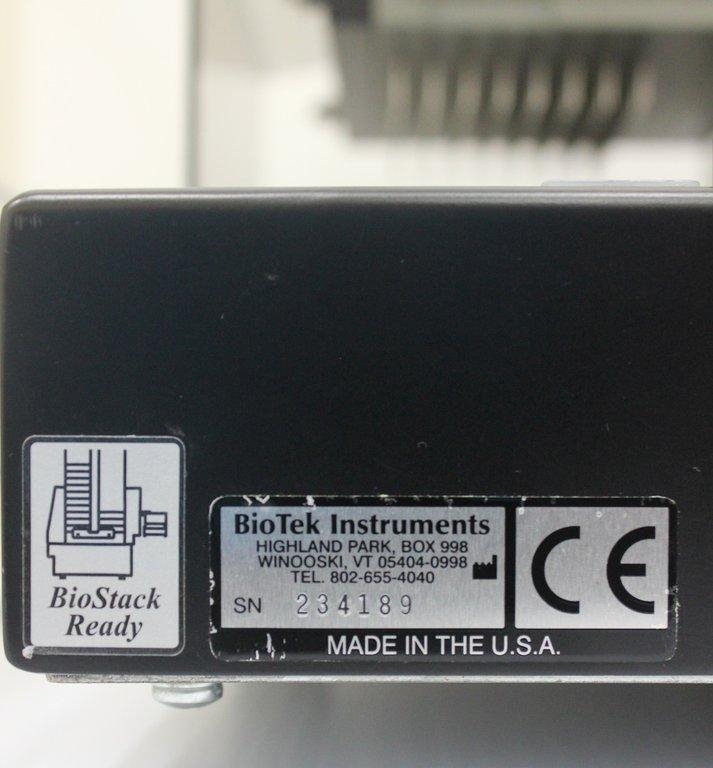 BioStack
Ready
BioTek Instruments
HIGHLAND PARK, BOX 998
WINOOSKI, VT 05404-0998
TEL. 802-655-4040
SN 234189
CE
MADE IN THE U.S.A.